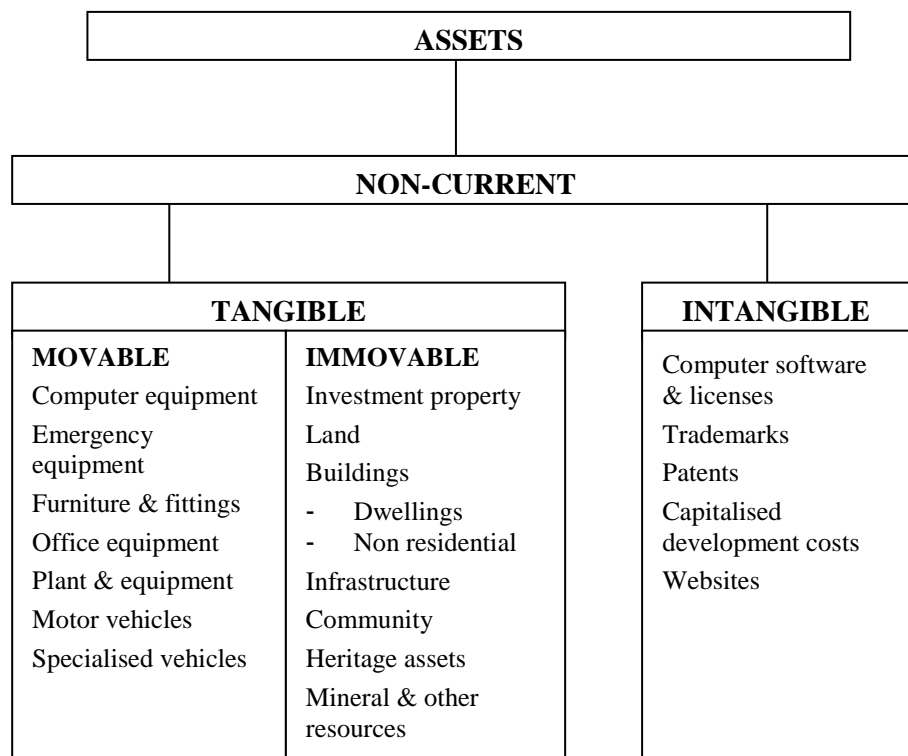 ASSETS
NON-CURRENT
TANGIBLE
MOVABLE
Computer equipment
Emergency
equipment
Furniture & fittings
Office equipment
Plant & equipment
Motor vehicles
Specialised vehicles
IMMOVABLE
Investment property
Land
Buildings
- Dwellings
- Non residential
Infrastructure
Community
Heritage assets
Mineral & other
resources
INTANGIBLE
Computer software
& licenses
Trademarks
Patents
Capitalised
development costs
Websites